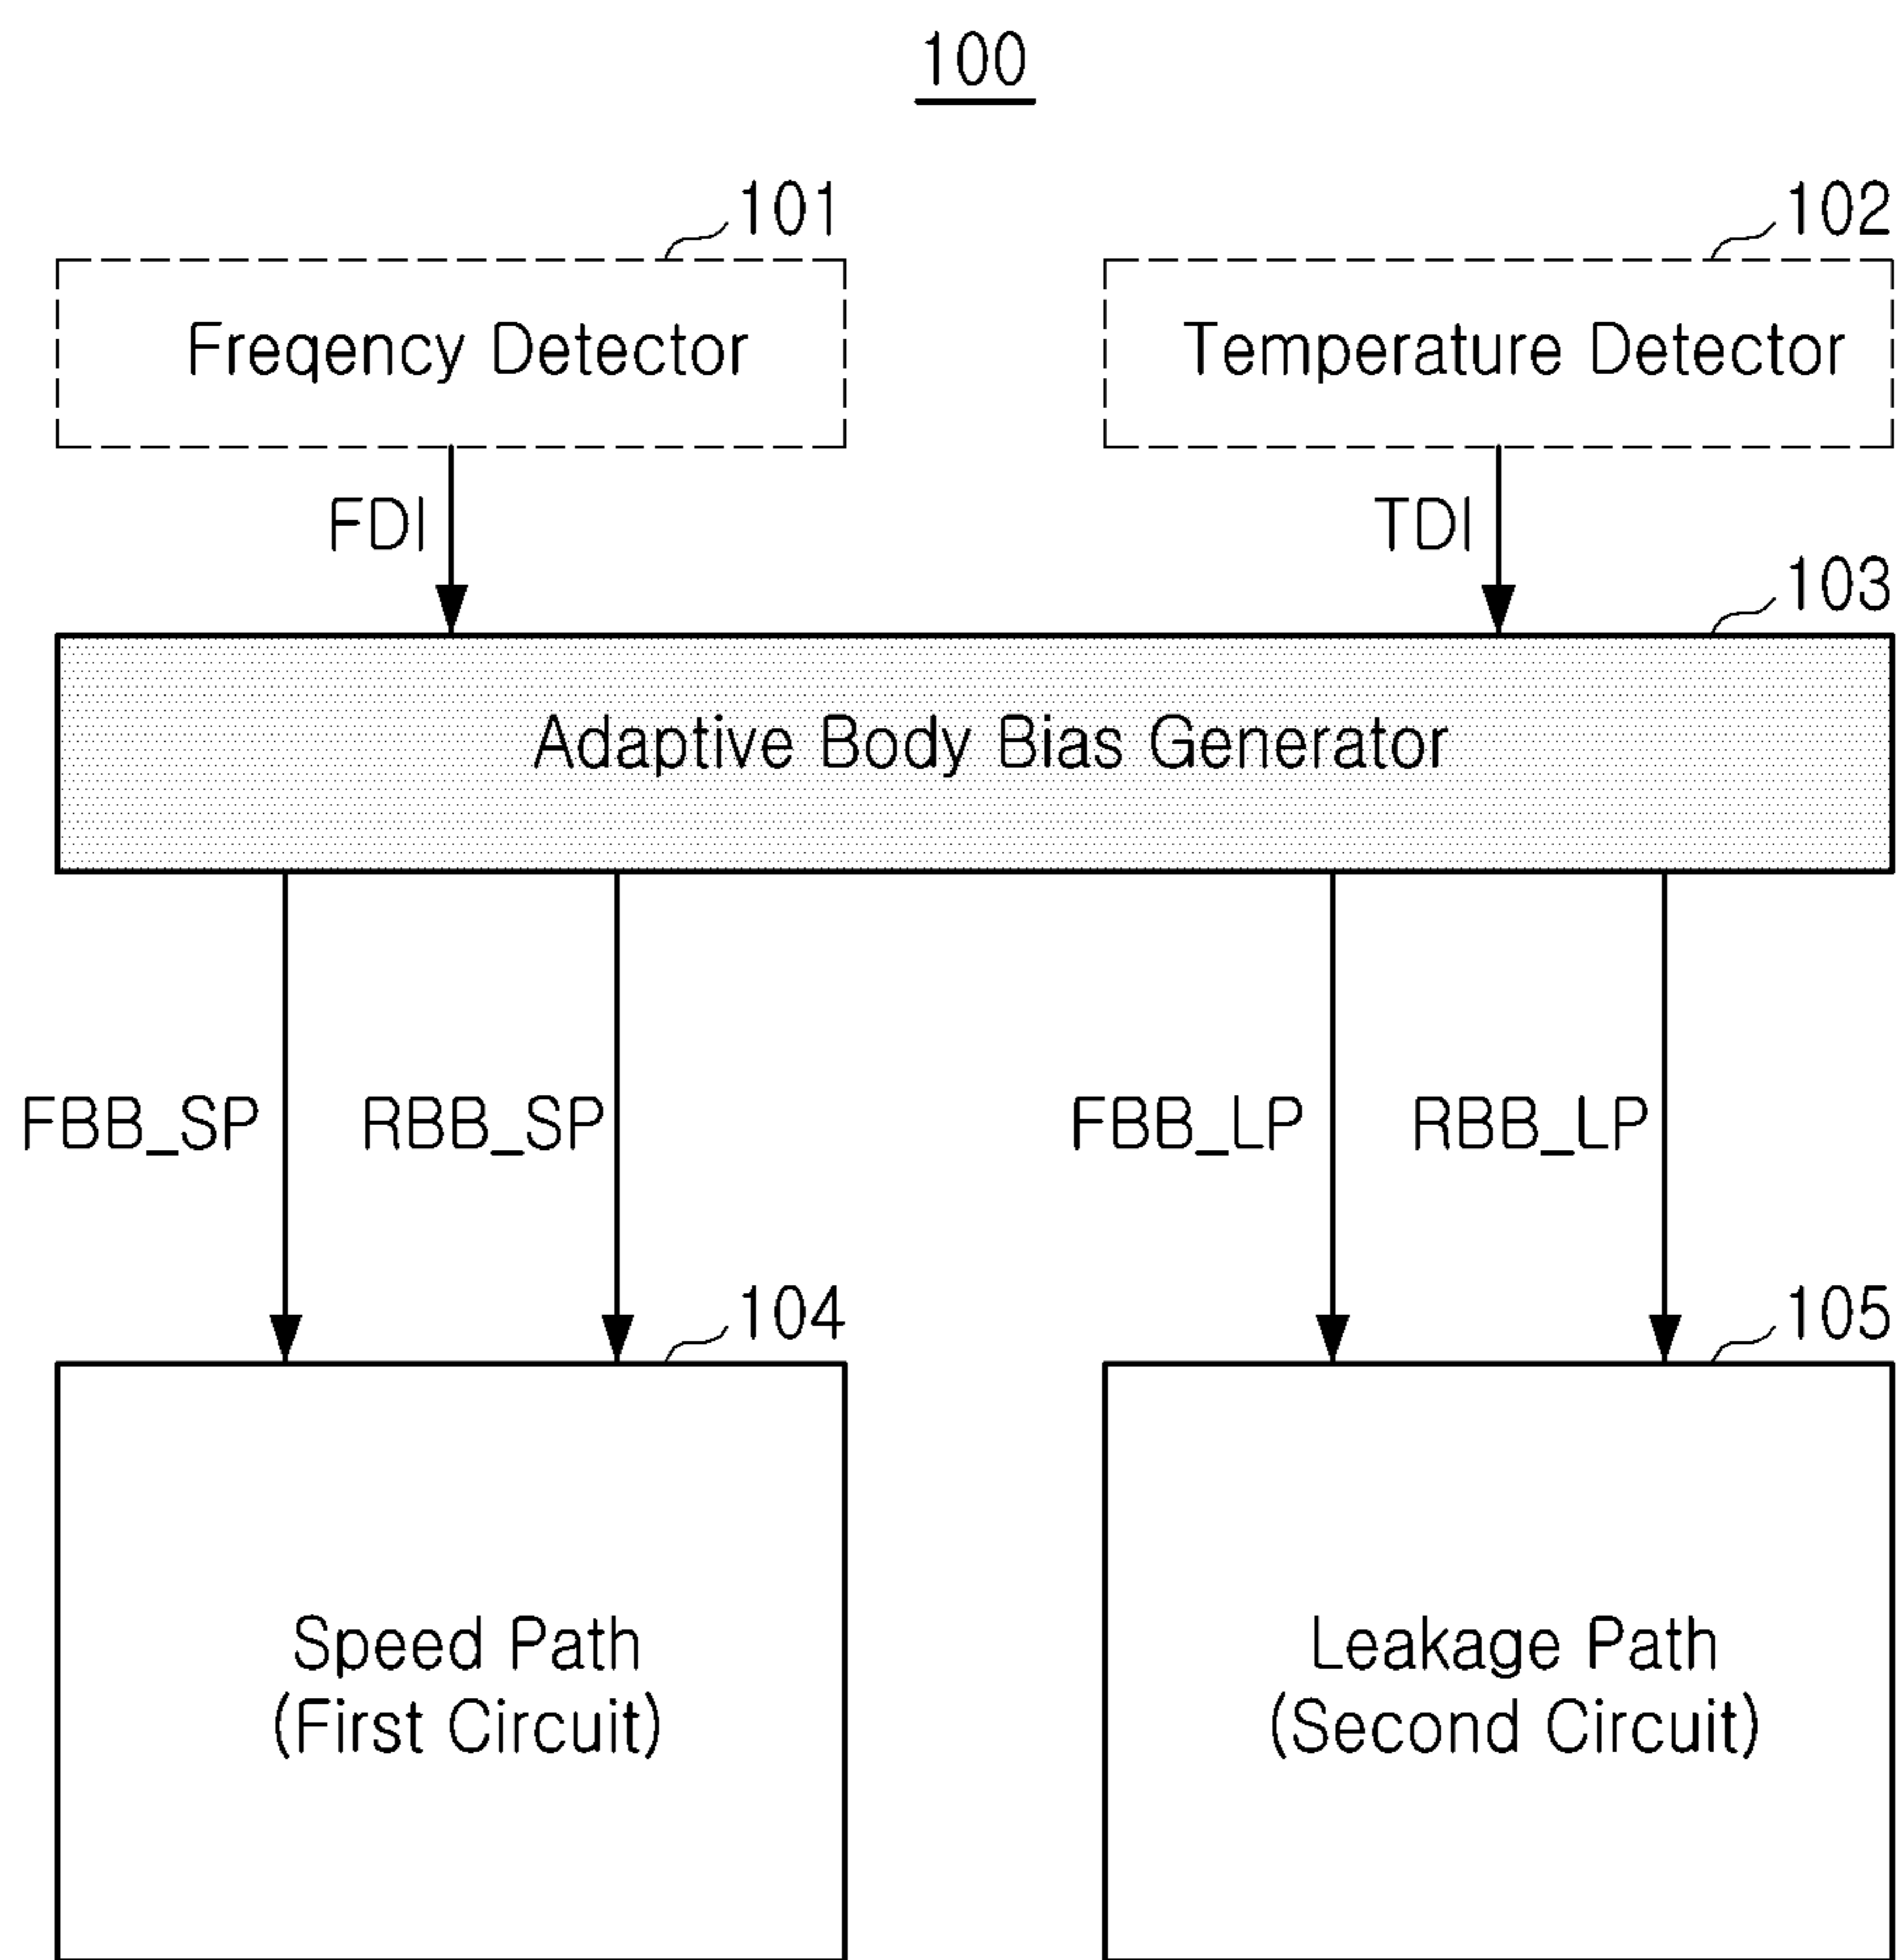 100
101
102
Freqency Detector
Temperature Detector
FDI
TDI
103
Adaptive Body Bias Generator
FBB_SP
RBB_SP
FBB_LP
RBB_LP
104
105
Speed Path
(First Circuit)
Leakage Path
(Second Circuit)